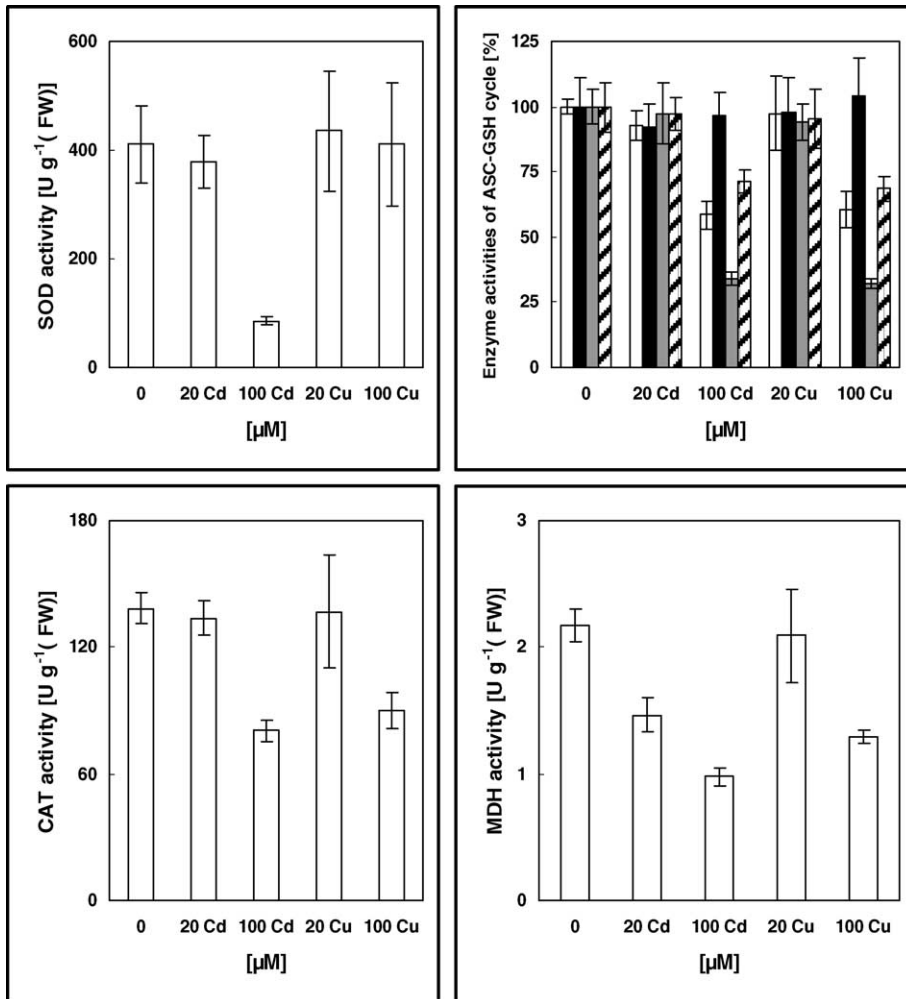 SOD activity [U g-1( FW)]
600
400
200
0
0 20 Cd 100 Cd 20 Cu 100 Cu
[µM]
Enzyme activities of ASC-GSH cycle [%]
125
100
75
50
25
0
0 20 Cd 100 Cd 20 Cu 100 Cu
[µM]
CAT activity [U g-1( FW)]
180
120
60
0
0 20 Cd 100 Cd 20 Cu 100 Cu
[µM]
MDH activity [U g-1( FW)]
3
2
1
0
0 20 Cd 100 Cd 20 Cu 100 Cu
[µM]